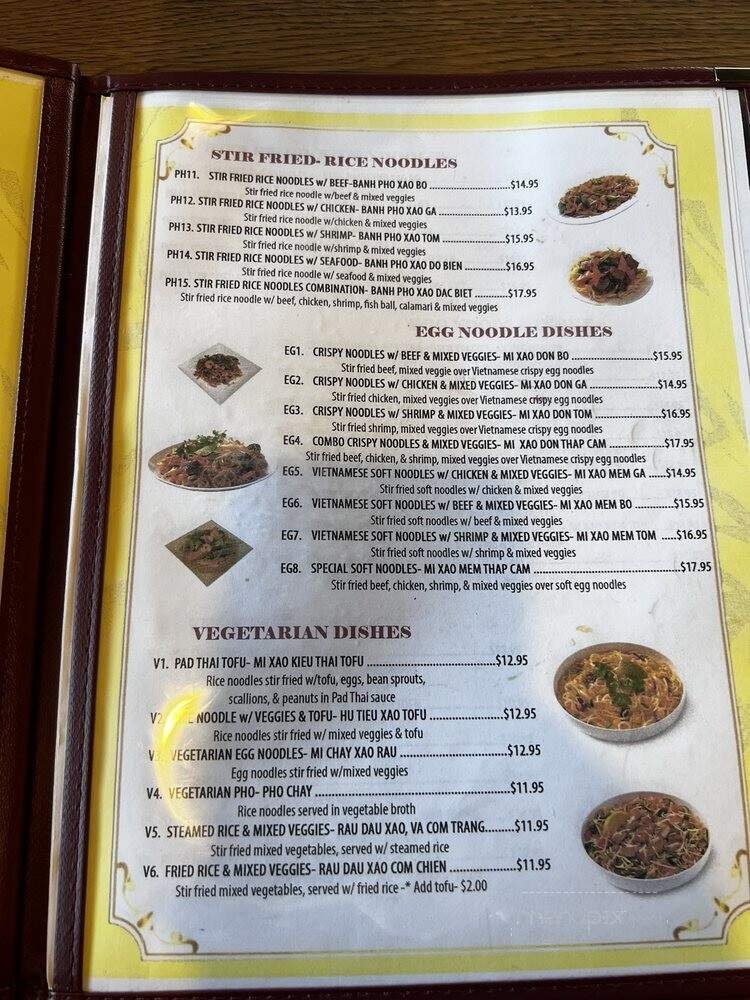 STIR FRIED- RICE NOODLES
PH11. STIR FRIED RICE NOODLES w/ BEEF-BANH PHO XAO BO ..............................$14.95
Stir fried rice noodle w/beef & mixed veggies
PH12. STIR FRIED RICE NOODLES w/ CHICKEN- BANH PHO XAO GA ........................$13.95
Stir fried rice noodle w/chicken & mixed veggies
PH13. STIR FRIED RICE NOODLES w/ SHRIMP- BANH PHO XAO TOM ........................$15.95
Stir fried rice noodle w/shrimp & mixed veggies
PH14. STIR FRIED RICE NOODLES w/ SEAFOOD- BANH PHO XAO DO BIEN ................$16.95
Stir fried rice noodle w/ seafood & mixed veggies
PH15. STIR FRIED RICE NOODLES COMBINATION- BANH PHO XAO DAC BIET ............$17.95
Stir fried rice noodle w/ beef, chicken, shrimp, fish ball, calamari & mixed veggies
EGG NOODLE DISHES
EG1. CRISPY NOODLES w/ BEEF & MIXED VEGGIES- MI XAO DON BO ..............................$15.95
Stir fried beef, mixed veggie over Vietnamese crispy egg noodles
EG2. CRISPY NOODLES w/ CHICKEN & MIXED VEGGIES- MI XAO DON GA .........................$14.95
Stir fried chicken, mixed veggies over Vietnamese crispy egg noodles
EG3. CRISPY NOODLES w/ SHRIMP & MIXED VEGGIES- MI XAO DON TOM ........................$16.95
Stir fried shrimp, mixed veggies over Vietnamese crispy egg noodles
EG4. COMBO CRISPY NOODLES & MIXED VEGGIES- MI XAO DON THAP CAM .....................$17.95
Stir fried beef, chicken, & shrimp, mixed veggies over Vietnamese crispy egg noodles
EG5. VIETNAMESE SOFT NOODLES w/ CHICKEN & MIXED VEGGIES- MI XAO MEM GA ......$14.95
Stir fried soft noodles w/ chicken & mixed veggies
EG6. VIETNAMESE SOFT NOODLES w/ BEEF & MIXED VEGGIES- MI XAO MEM BO ..............$15.95
Stir fried soft noodles w/ beef & mixed veggies
EG7. VIETNAMESE SOFT NOODLES w/ SHRIMP & MIXED VEGGIES- MI XAO MEM TOM .....$16.95
Stir fried soft noodles w/ shrimp & mixed veggies
EG8. SPECIAL SOFT NOODLES- MI XAO MEM THAP CAM ......................................................$17.95
Stir fried beef, chicken, shrimp, & mixed veggies over soft egg noodles
VEGETARIAN DISHES
V1. PAD THAI TOFU- MI XAO KIEU THAI TOFU ..............................................$12.95
Rice noodles stir fried w/tofu, eggs, bean sprouts,
scallions, & peanuts in Pad Thai sauce
V2. NOODLE w/ VEGGIES & TOFU- HU TIEU XAO TOFU ...........................$12.95
Rice noodles stir fried w/ mixed veggies & tofu
V3. VEGETARIAN EGG NOODLES- MI CHAY XAO RAU ......................................$12.95
Egg noodles stir fried w/mixed veggies
V4. VEGETARIAN PHO- PHO CHAY ..............................................................$11.95
Rice noodles served in vegetable broth
V5. STEAMED RICE & MIXED VEGGIES- RAU DAU XAO, VA COM TRANG.........$11.95
Stir fried mixed vegetables, served w/ steamed rice
V6. FRIED RICE & MIXED VEGGIES- RAU DAU XAO COM CHIEN .....................$11.95
Stir fried mixed vegetables, served w/ fried rice -* Add tofu- $2.00